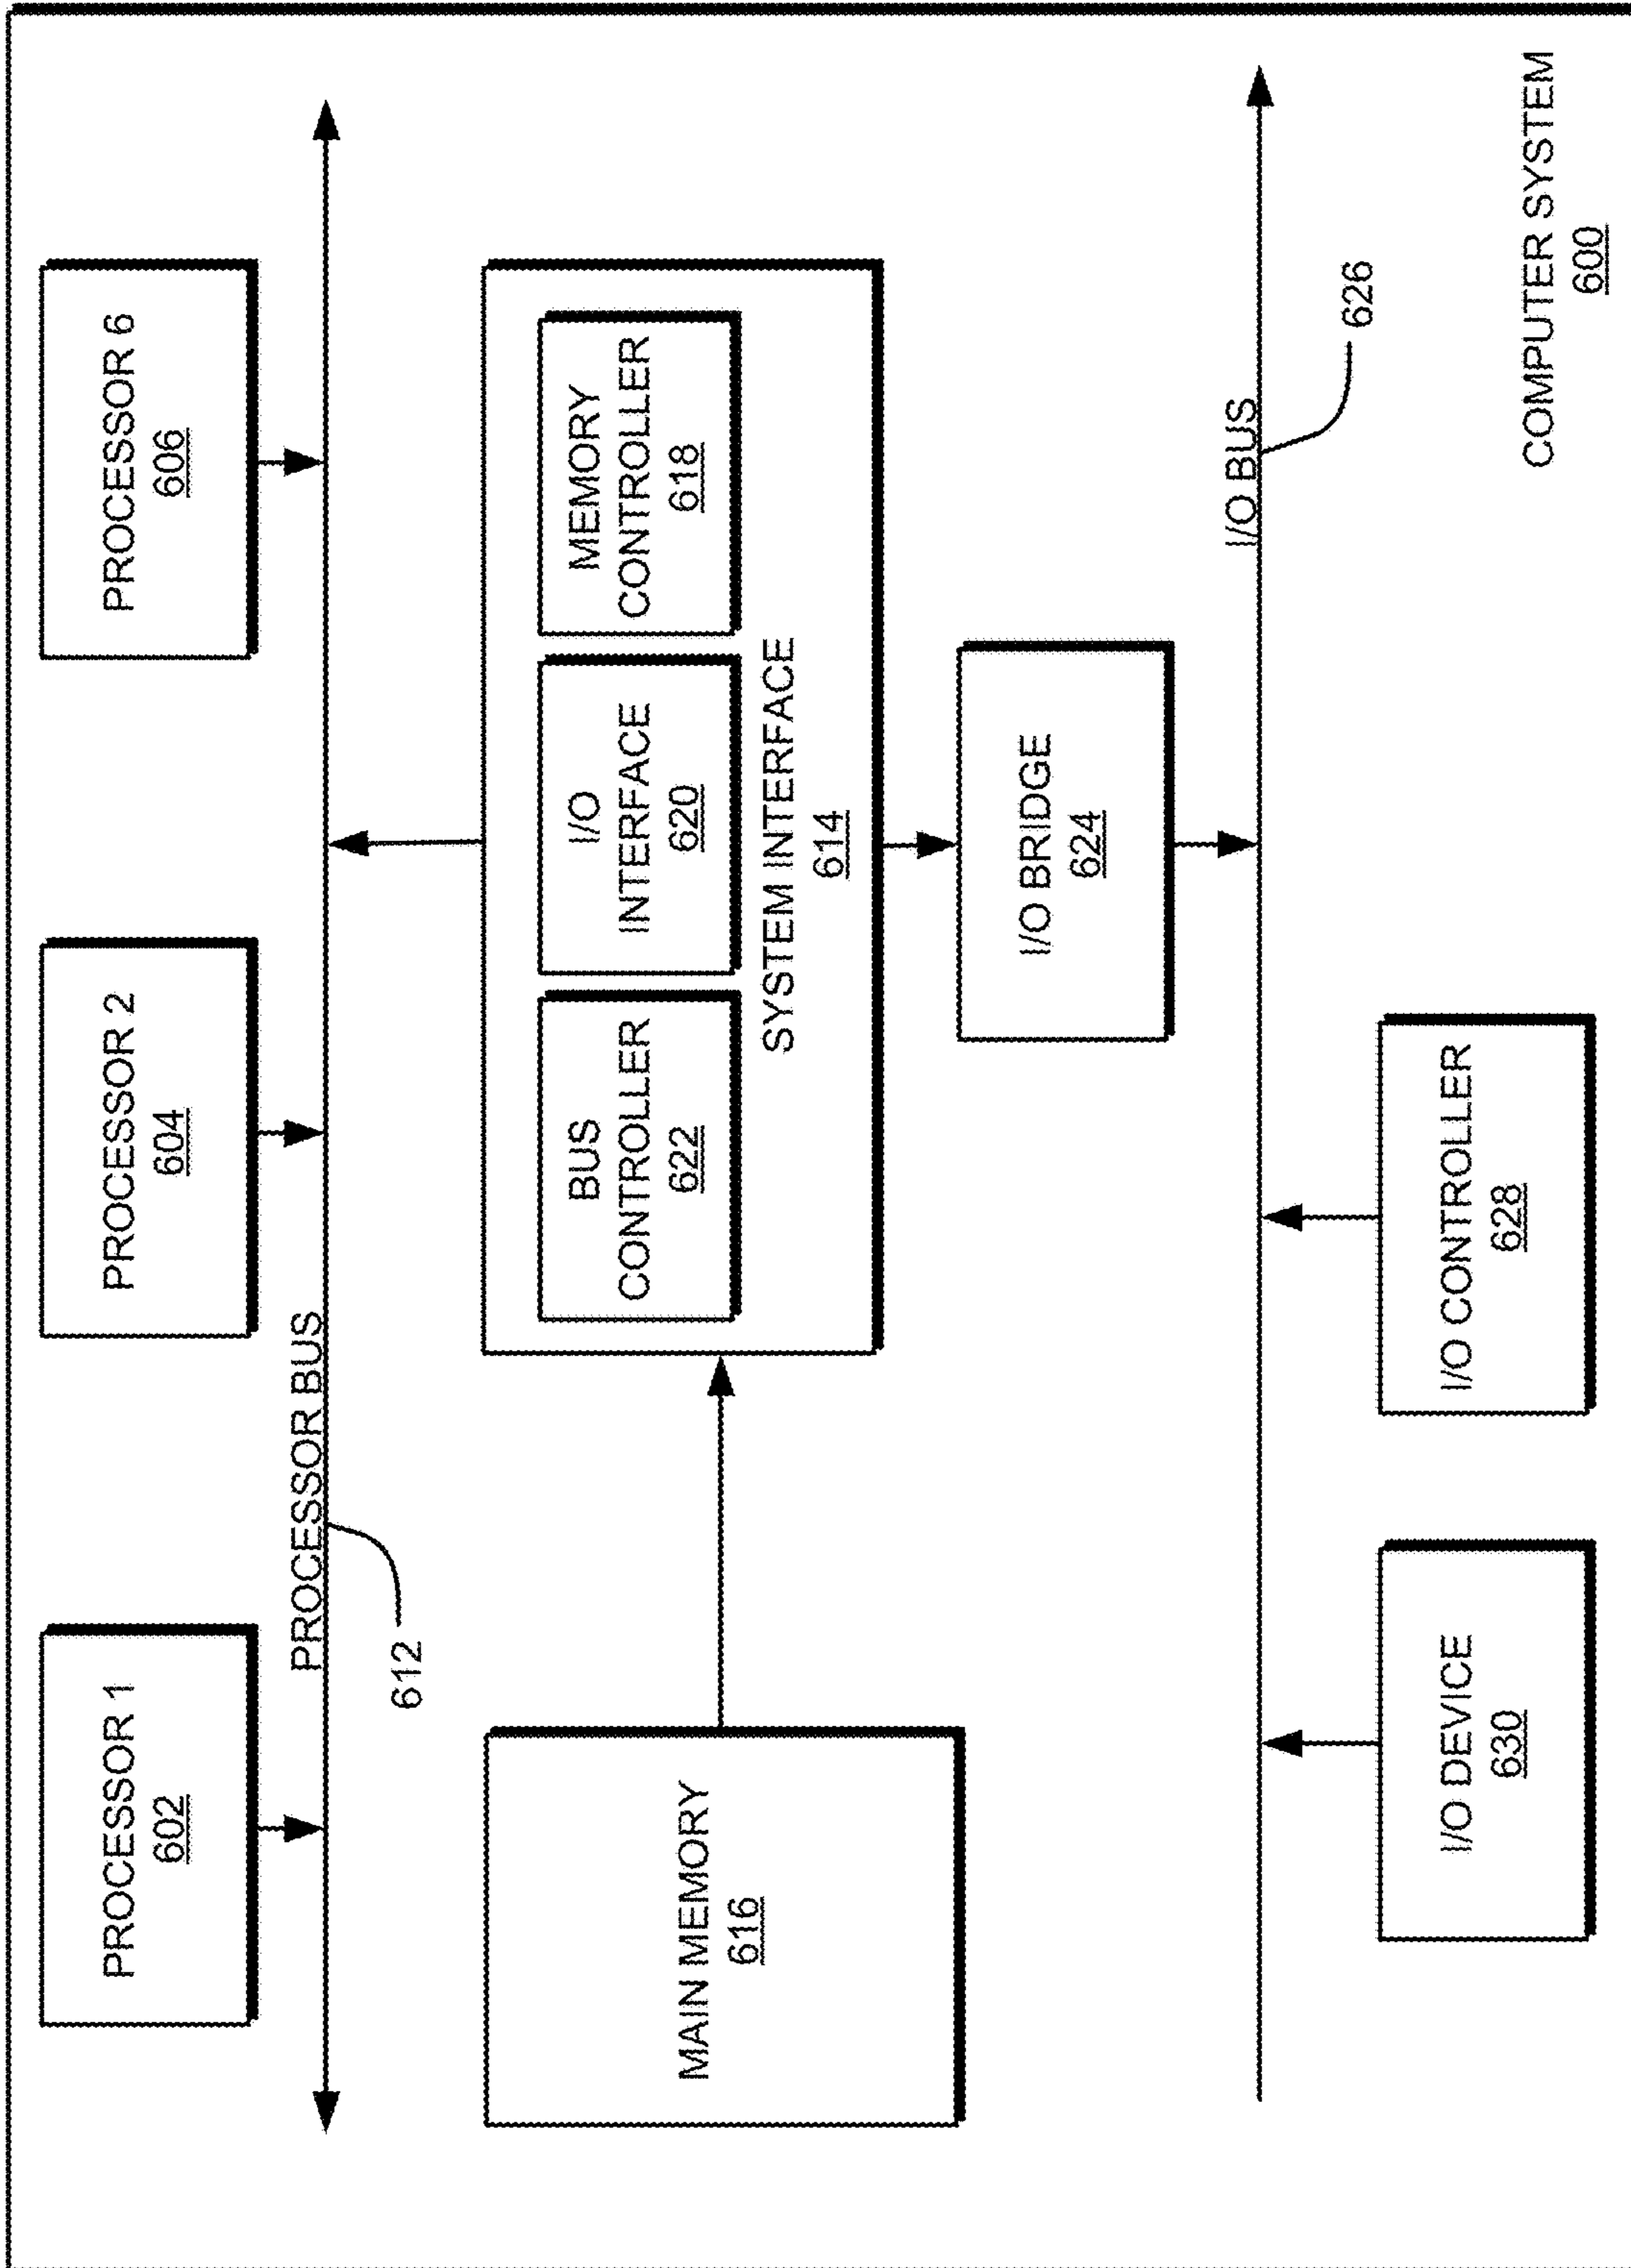 PROCESSOR 1
602
PROCESSOR 2
604
PROCESSOR 6
606
PROCESSOR BUS
612
MAIN MEMORY
616
BUS
CONTROLLER
622
I/O
INTERFACE
620
MEMORY
CONTROLLER
618
SYSTEM INTERFACE
614
I/O BRIDGE
624
I/O BUS
626
I/O DEVICE
630
I/O CONTROLLER
628
COMPUTER SYSTEM
600